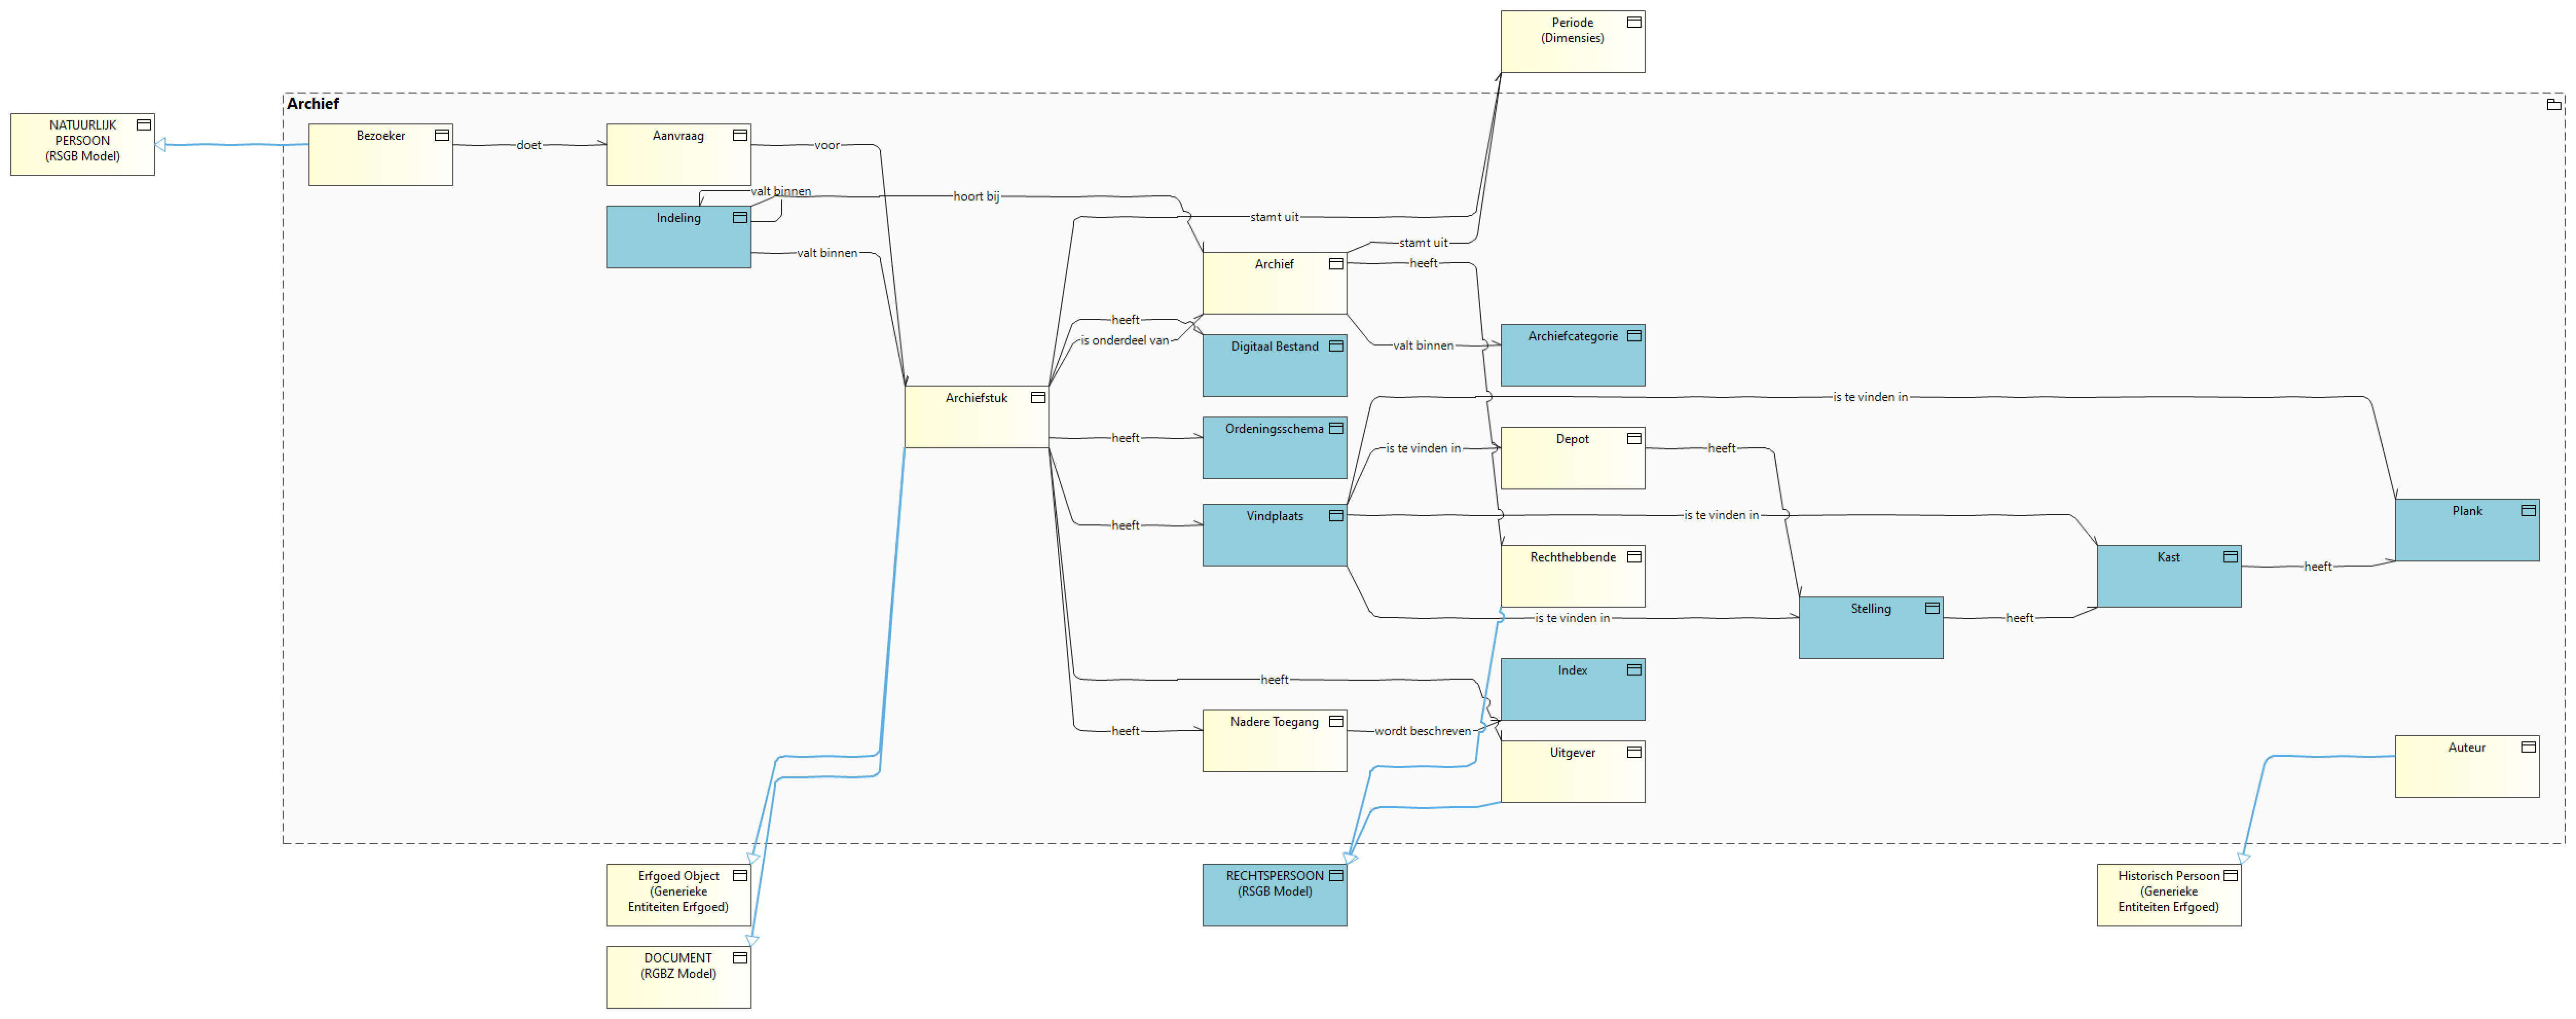 Periode
(Dimensies)
Archief
NATUURLIJK
PERSOON
(RSGB Model)
Bezoeker
doet
Aanvraag
voor
valt binnen
hoort bij
Indeling
stamt uit
stamt uit
valt binnen
Archief
heeft
heeft
is onderdeel van
Digitaal Bestand
valt binnen
Archiefcategorie
Archiefstuk
is te vinden in
heeft
Ordeningsschema
is te vinden in
Depot
heeft
heeft
Vindplaats
is te vinden in
Plank
Rechthebbende
Kast
heeft
is te vinden in
Stelling
heeft
heeft
Index
heeft
Nadere Toegang
wordt beschreven
Uitgever
Auteur
Erfgoed Object
(Generieke
Entiteiten Erfgoed)
RECHTSPERSOON
(RSGB Model)
Historisch Persoon
(Generieke
Entiteiten Erfgoed)
DOCUMENT
(RGBZ Model)